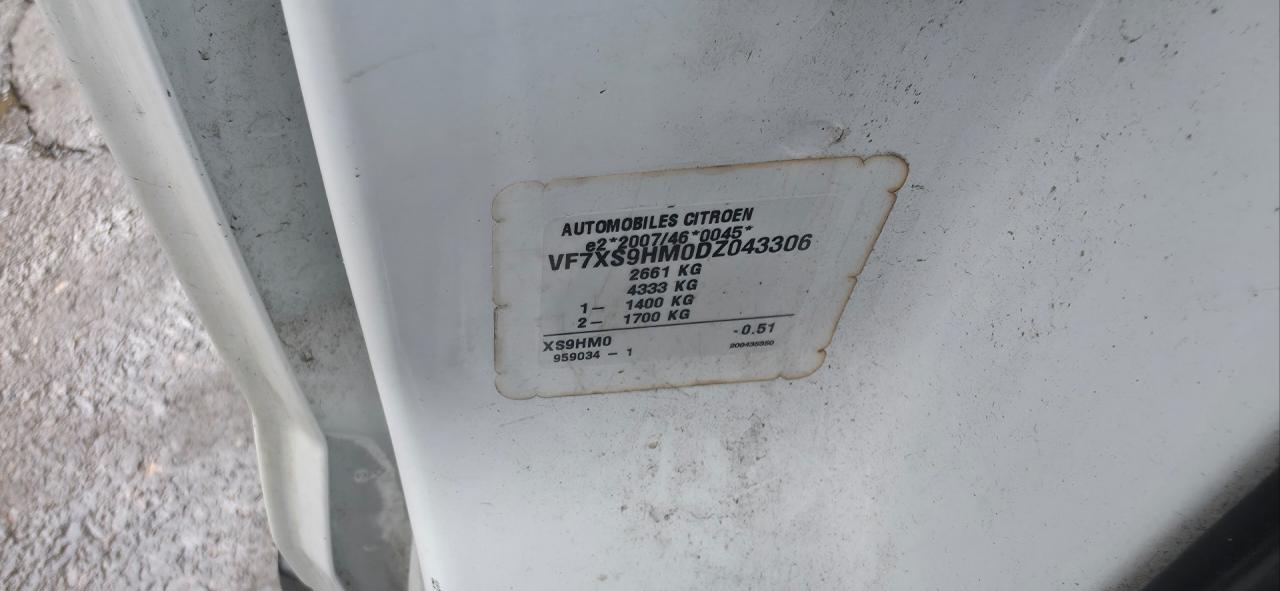 AUTOMOBILES CITROEN
e2*2007/46*0045*
VF7XS9HM0DZ043306
2661 KG
4333 KG
1– 1400 KG
2– 1700 KG
XS9HM0 -0.51
959034 – 1 200435350